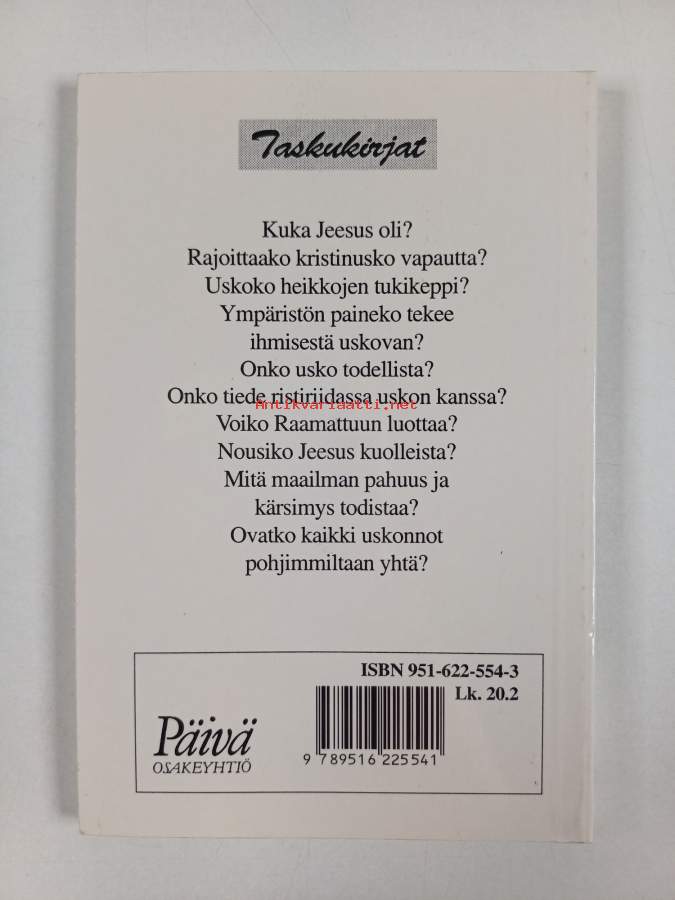 Taskukirjat
Kuka Jeesus oli?
Rajoittaako kristinusko vapautta?
Uskoko heikkojen tukikeppi?
Ympäristön paineko tekee
ihmisestä uskovan?
Onko usko todellista?
Onko tiede ristiriidassa uskon kanssa?
Antikvariaatti.net
Voiko Raamattuun luottaa?
Nousiko Jeesus kuolleista?
Mitä maailman pahuus ja
kärsimys todistaa?
Ovatko kaikki uskonnot
pohjimmiltaan yhtä?
ISBN 951-622-554-3
Lk. 20.2
Päivä
OSAKEYHTIÖ
9 789516 225541